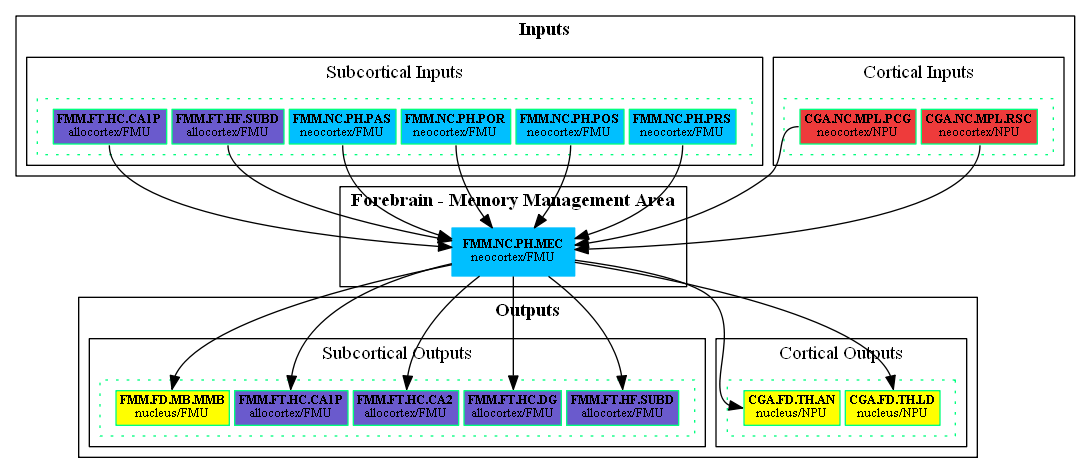 Inputs
Subcortical Inputs
Cortical Inputs
FMM.FT.HC.CA1P
allocortex/FMU
FMM.FT.HF.SUBD
allocortex/FMU
FMM.NC.PH.PAS
neocortex/FMU
FMM.NC.PH.POR
neocortex/FMU
FMM.NC.PH.POS
neocortex/FMU
FMM.NC.PH.PRS
neocortex/FMU
CGA.NC.MPL.PCG
neocortex/NPU
CGA.NC.MPL.RSC
neocortex/NPU
Forebrain - Memory Management Area
FMM.NC.PH.MEC
neocortex/FMU
Outputs
Subcortical Outputs
Cortical Outputs
FMM.FD.MB.MMB
nucleus/FMU
FMM.FT.HC.CA1P
allocortex/FMU
FMM.FT.HC.CA2
allocortex/FMU
FMM.FT.HC.DG
allocortex/FMU
FMM.FT.HF.SUBD
allocortex/FMU
CGA.FD.TH.AN
nucleus/NPU
CGA.FD.TH.LD
nucleus/NPU